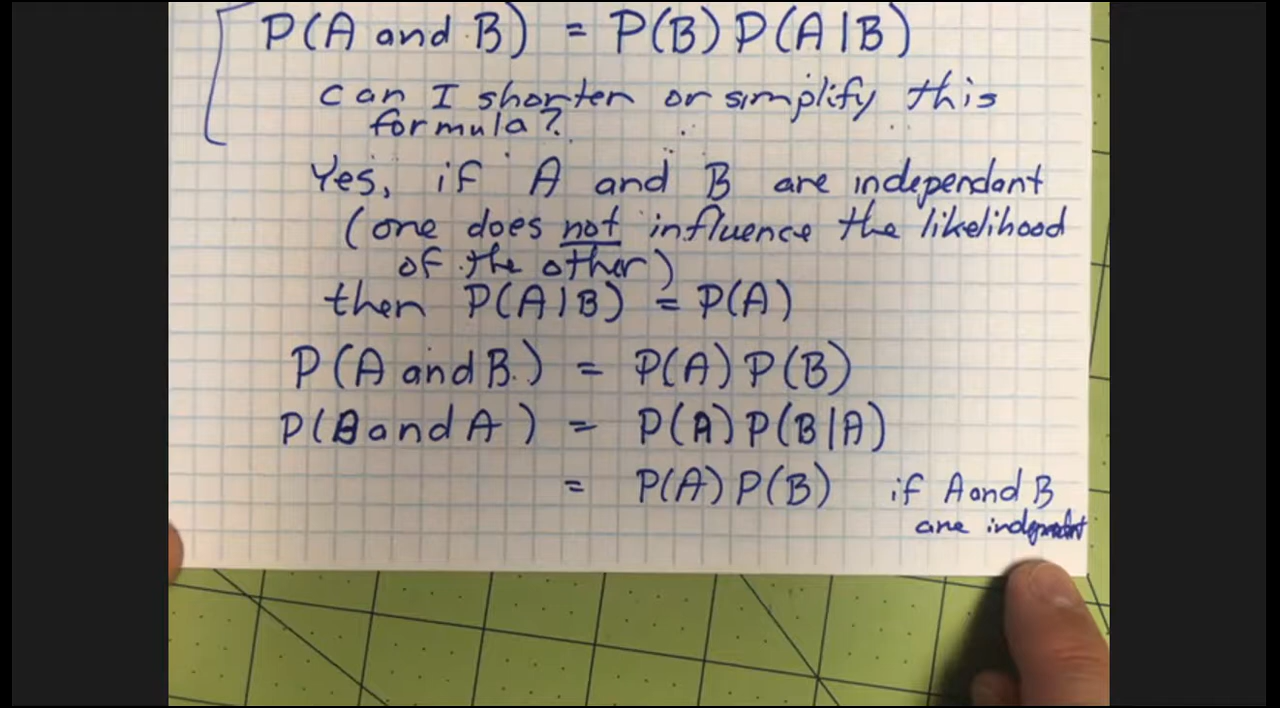 P(A and B) = P(B) P(A|B)
can I shorten or simplify this
formula?
Yes, if A and B are independant
(one does not influence the likelihood
of the other)
then P(A|B) = P(A)
P(A and B) = P(A) P(B)
P(B and A) = P(A) P(B|A)
= P(A) P(B) if A and B
are independant